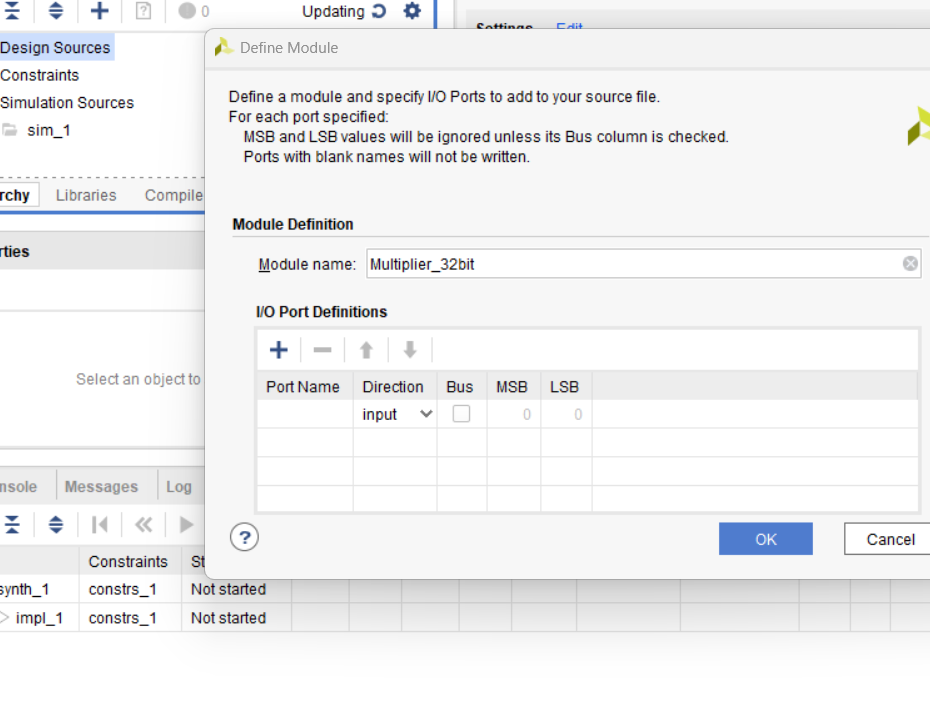 0
Updating
Settings Edit
Design Sources
Constraints
Simulation Sources
sim_1
rchy Libraries Compile
rties
Select an object to
Define Module
Define a module and specify I/O Ports to add to your source file.
For each port specified:
MSB and LSB values will be ignored unless its Bus column is checked.
Ports with blank names will not be written.
Module Definition
Module name: Multiplier_32bit
I/O Port Definitions
Port Name Direction Bus MSB LSB
input 0 0
? OK Cancel
nsole Messages Log
Constraints St
synth_1 constrs_1 Not started
impl_1 constrs_1 Not started